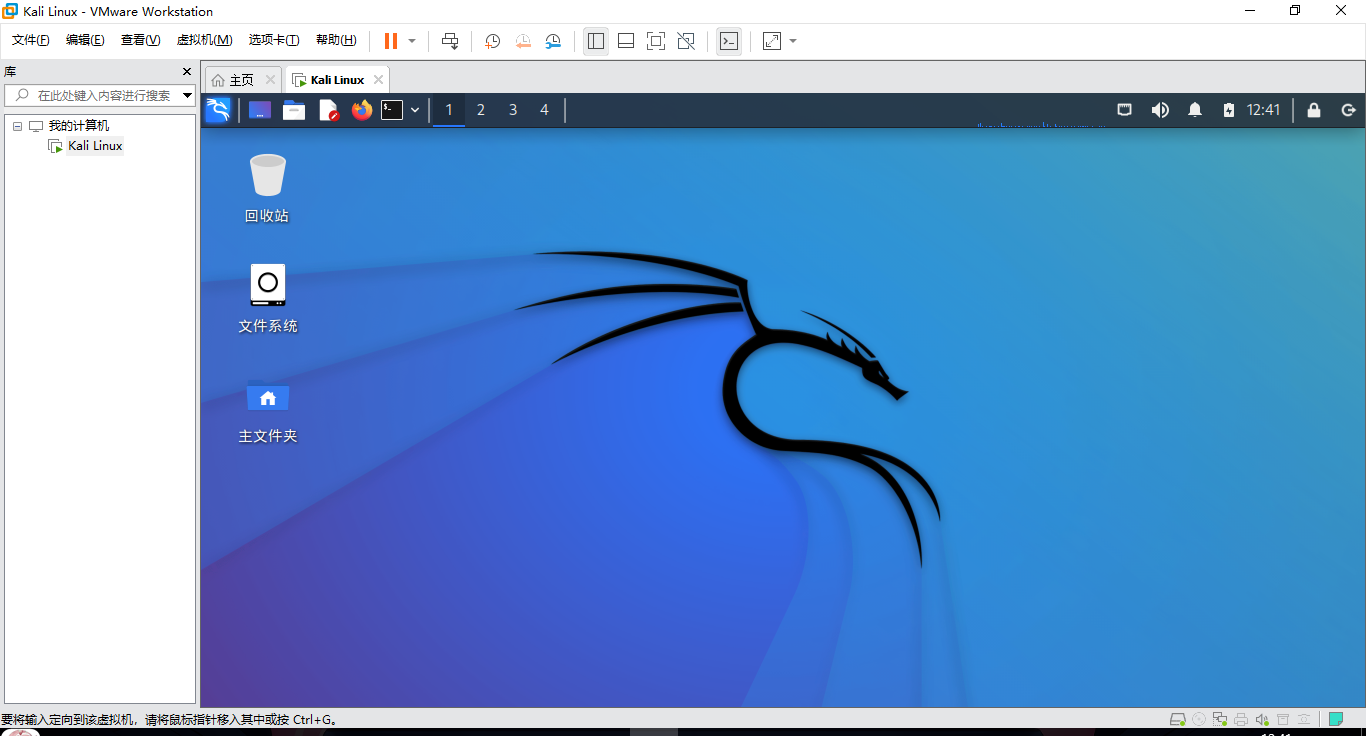 Kali Linux - VMware Workstation
文件(F) 编辑(E) 查看(V) 虚拟机(M) 选项卡(T) 帮助(H)
库
主页 Kali Linux
在此处键入内容进行搜索
1 2 3 4 12:41
我的计算机
Kali Linux
回收站
文件系统
主文件夹
要将输入定向到该虚拟机，请将鼠标指针移入其中或按 Ctrl+G。